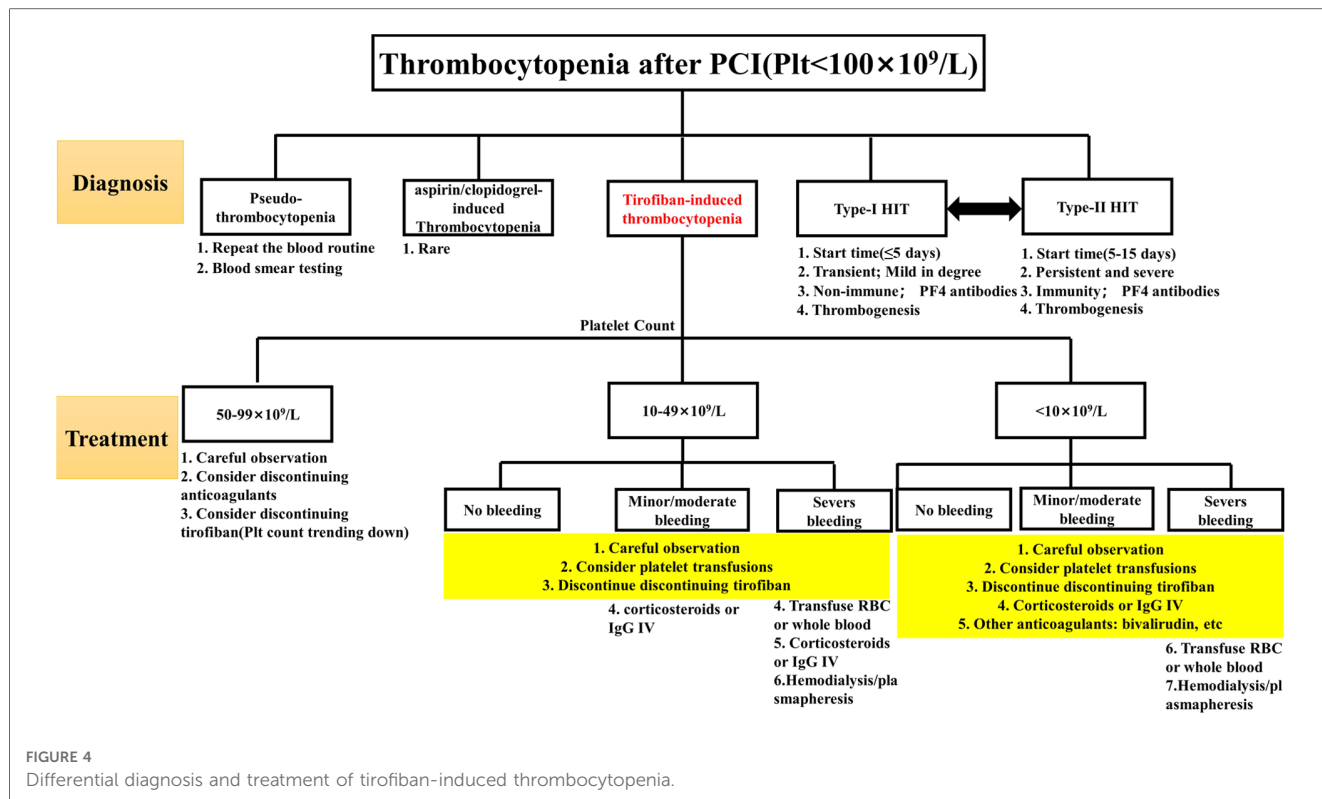 Thrombocytopenia after PCI(Plt<100×10⁹/L)
Diagnosis
Pseudo-
thrombocytopenia
1. Repeat the blood routine
2. Blood smear testing
aspirin/clopidogrel-
induced
Thrombocytopenia
1. Rare
Tirofiban-induced
thrombocytopenia
Type-I HIT
1. Start time(≤5 days)
2. Transient; Mild in degree
3. Non-immune; PF4 antibodies
4. Thrombogenesis
Type-II HIT
1. Start time(5-15 days)
2. Persistent and severe
3. Immunity; PF4 antibodies
4. Thrombogenesis
Platelet Count
Treatment
50-99×10⁹/L
1. Careful observation
2. Consider discontinuing
anticoagulants
3. Consider discontinuing
tirofiban(Plt count trending down)
10-49×10⁹/L
No bleeding
Minor/moderate
bleeding
Severs
bleeding
1. Careful observation
2. Consider platelet transfusions
3. Discontinue discontinuing tirofiban
4. corticosteroids or
IgG IV
4. Transfuse RBC
or whole blood
5. Corticosteroids
or IgG IV
6.Hemodialysis/pla
smapheresis
<10×10⁹/L
No bleeding
Minor/moderate
bleeding
Severs
bleeding
1. Careful observation
2. Consider platelet transfusions
3. Discontinue discontinuing tirofiban
4. Corticosteroids or IgG IV
5. Other anticoagulants: bivalirudin, etc
6. Transfuse RBC
or whole blood
7.Hemodialysis/pl
asmapheresis
FIGURE 4
Differential diagnosis and treatment of tirofiban-induced thrombocytopenia.